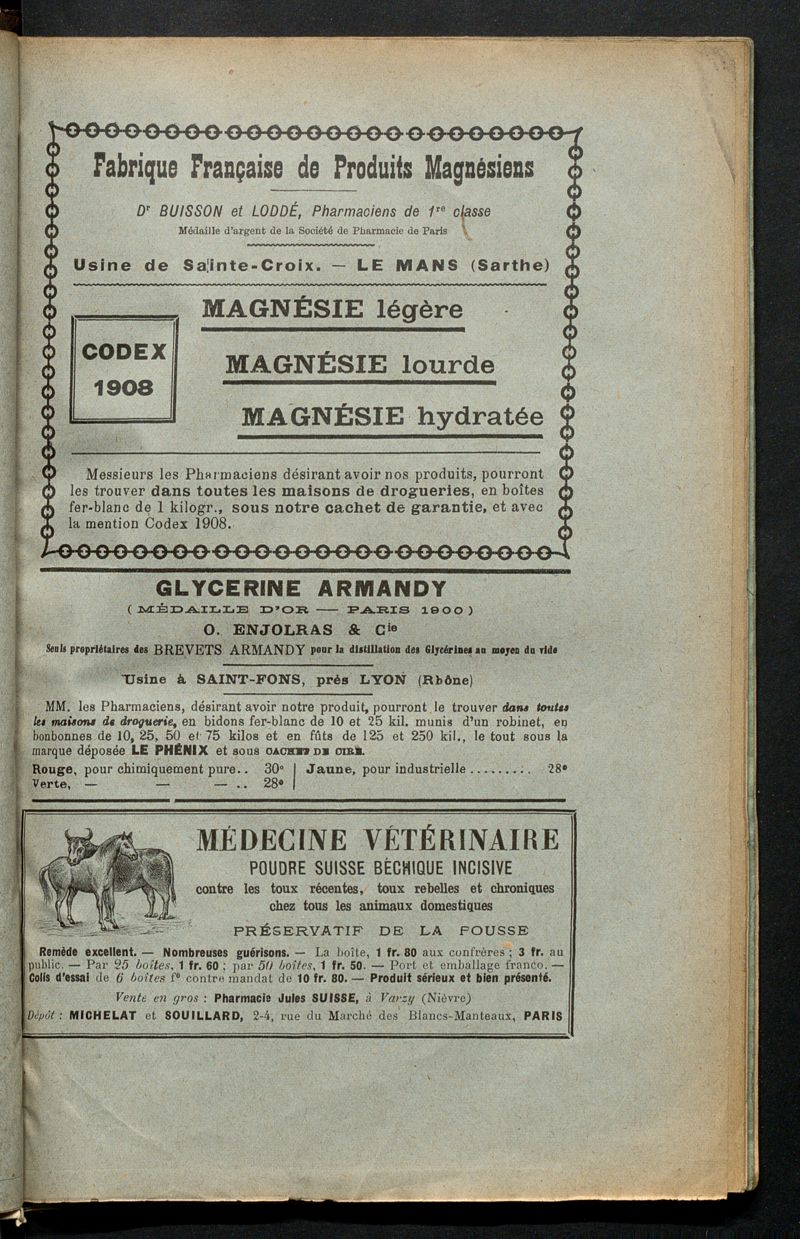 Fabrique Française de Produits Magnésiens
Dr BUISSON et LODDÉ, Pharmaciens de 1re classe
Médaille d'argent de la Société de Pharmacie de Paris
Usine de Sainte-Croix. — LE MANS (Sarthe)
MAGNÉSIE légère
CODEX
1908
MAGNÉSIE lourde
MAGNÉSIE hydratée
Messieurs les Pharmaciens désirant avoir nos produits, pourront
les trouver dans toutes les maisons de drogueries, en boîtes
fer-blanc de 1 kilogr., sous notre cachet de garantie, et avec
la mention Codex 1908.
GLYCERINE ARMANDY
(MÉDAILLE D'OR — PARIS 1900)
O. ENJOLRAS & Cie
Seuls propriétaires des BREVETS ARMANDY pour la distillation des Glycérines au moyen du vide
Usine à SAINT-FONS, près LYON (Rhône)
MM. les Pharmaciens, désirant avoir notre produit, pourront le trouver dans toutes
les maisons de droguerie, en bidons fer-blanc de 10 et 25 kil. munis d'un robinet, en
bonbonnes de 10, 25, 50 et 75 kilos et en fûts de 125 et 250 kil., le tout sous la
marque déposée LE PHÉNIX et sous CACHET DE CIRE.
Rouge, pour chimiquement pure.. 30° | Jaune, pour industrielle ......... 28°
Verte, — — — .. 28° |
MÉDECINE VÉTÉRINAIRE
POUDRE SUISSE BÉCHIQUE INCISIVE
contre les toux récentes, toux rebelles et chroniques
chez tous les animaux domestiques
PRÉSERVATIF DE LA POUSSE
Remède excellent. — Nombreuses guérisons. — La boîte, 1 fr. 80 aux confrères ; 3 fr. au
public. — Par 25 boîtes, 1 fr. 60 ; par 50 boîtes, 1 fr. 50. — Port et emballage franco. —
Colis d'essai de 6 boîtes fo contre mandat de 10 fr. 80. — Produit sérieux et bien présenté.
Vente en gros : Pharmacie Jules SUISSE, à Varzy (Nièvre)
Dépôt : MICHELAT et SOUILLARD, 2-4, rue du Marché des Blancs-Manteaux, PARIS